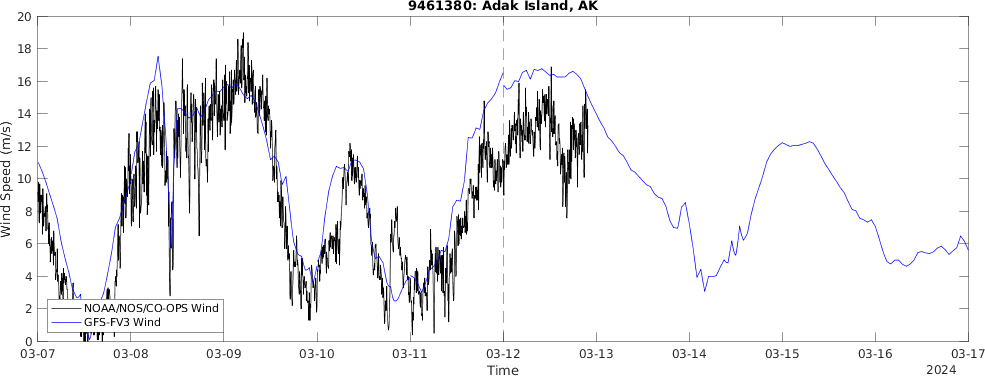 9461380: Adak Island, AK
Wind Speed (m/s)
20
18
16
14
12
10
8
6
4
2
0
NOAA/NOS/CO-OPS Wind
GFS-FV3 Wind
03-07 03-08 03-09 03-10 03-11 03-12 03-13 03-14 03-15 03-16 03-17
Time
2024